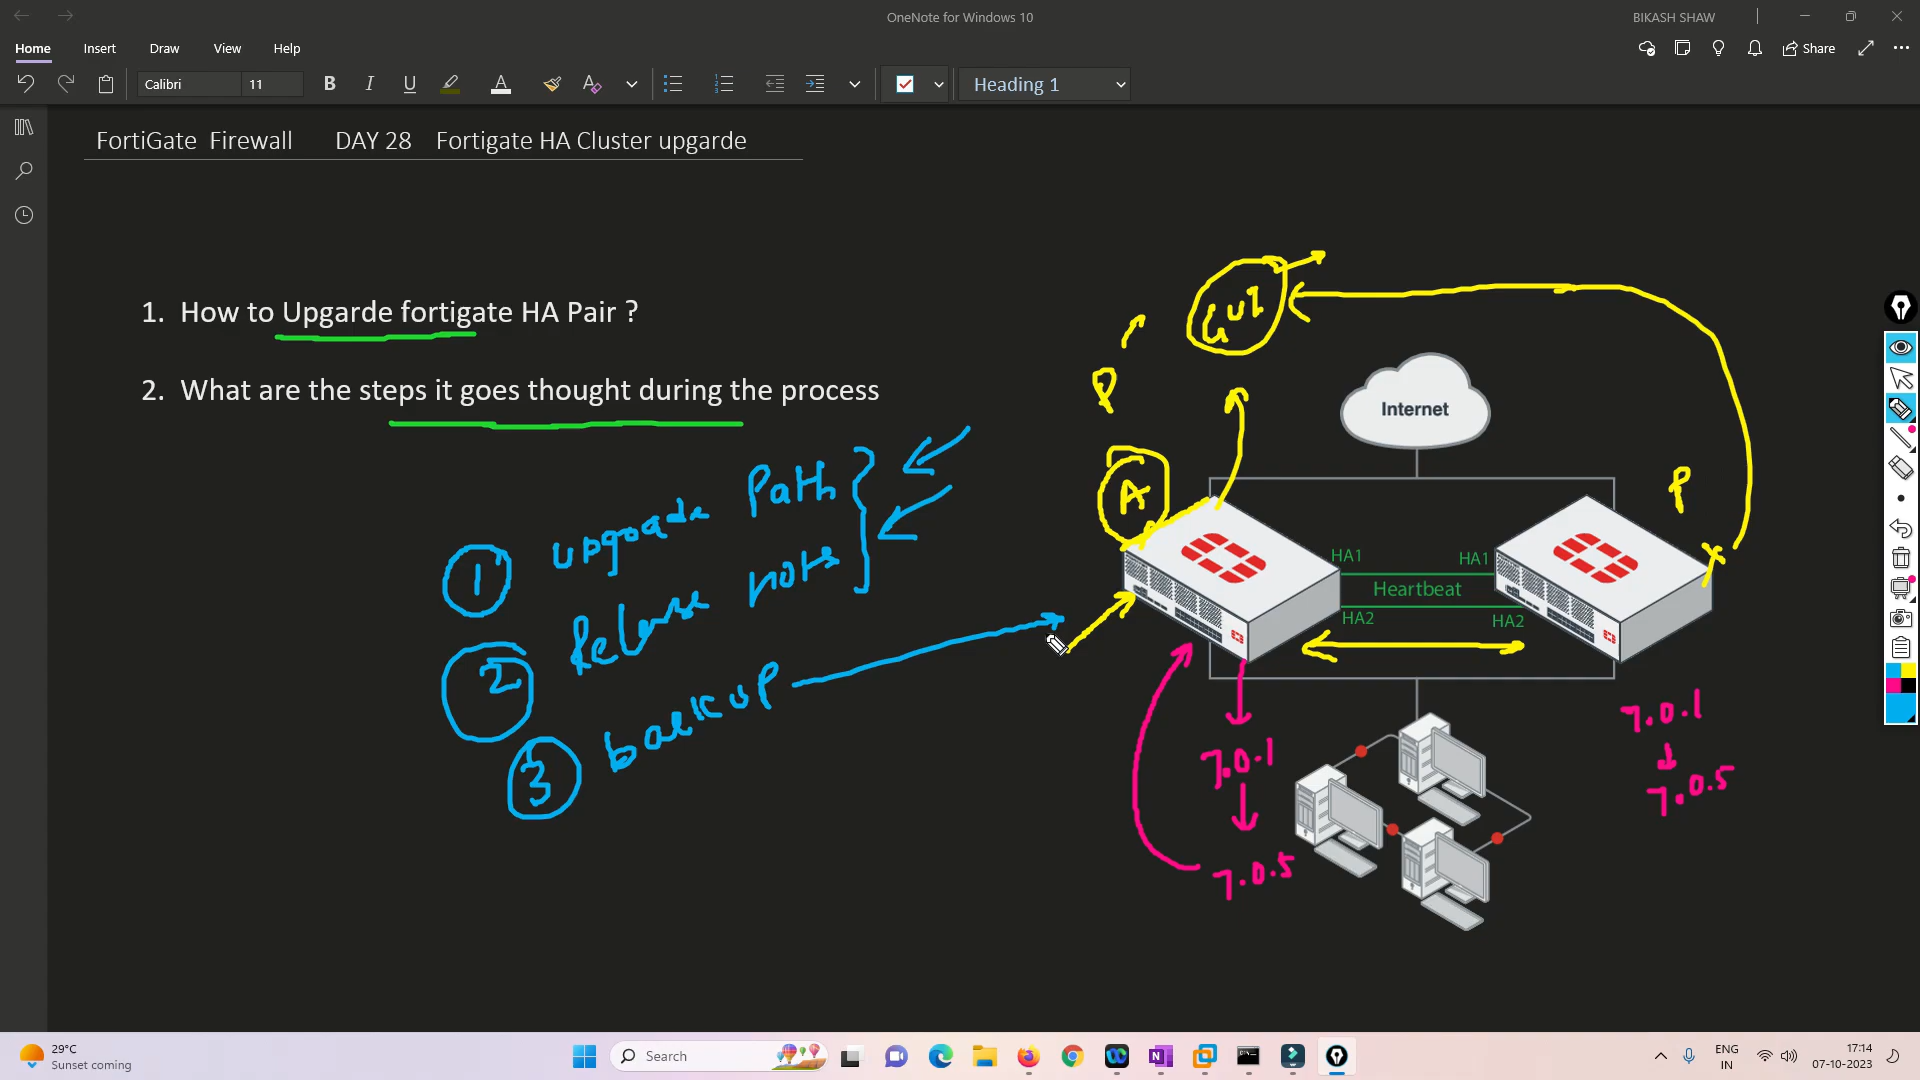 OneNote for Windows 10
BIKASH SHAW
Home Insert Draw View Help
Share
Calibri 11 B I U A A Heading 1
FortiGate Firewall DAY 28 Fortigate HA Cluster upgarde
1. How to Upgarde fortigate HA Pair ?
2. What are the steps it goes thought during the process
GUI
P
Internet
A
P
1 upgrade Path
2 Release nots
3 backup
HA1 HA1
Heartbeat
HA2 HA2
7.0.1
7.0.5
7.0.1
7.0.5
29°C
Sunset coming
Search
ENG
IN
17:14
07-10-2023